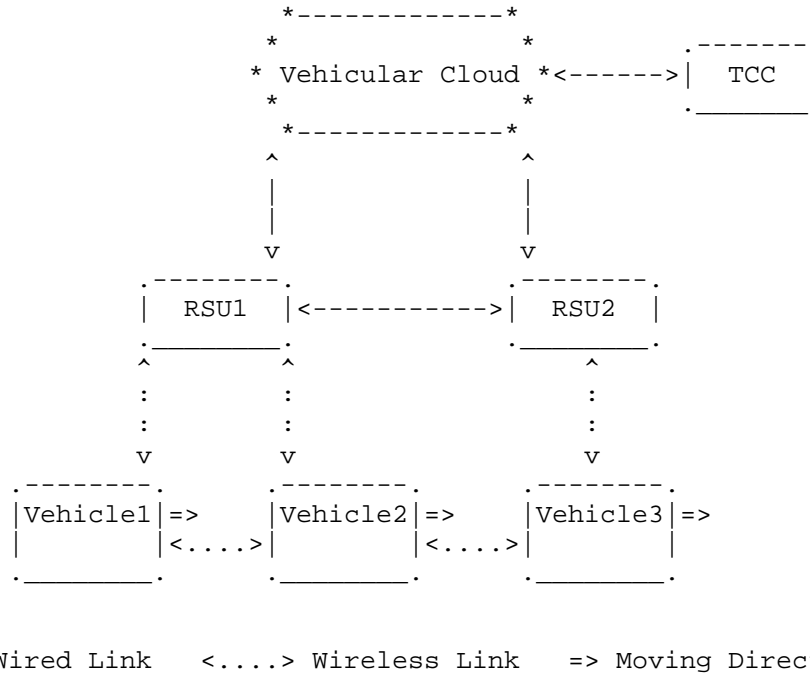 Vehicular Cloud
TCC
RSU1 RSU2
Vehicle1 => Vehicle2 => Vehicle3 =>
Wired Link <....> Wireless Link => Moving Direc